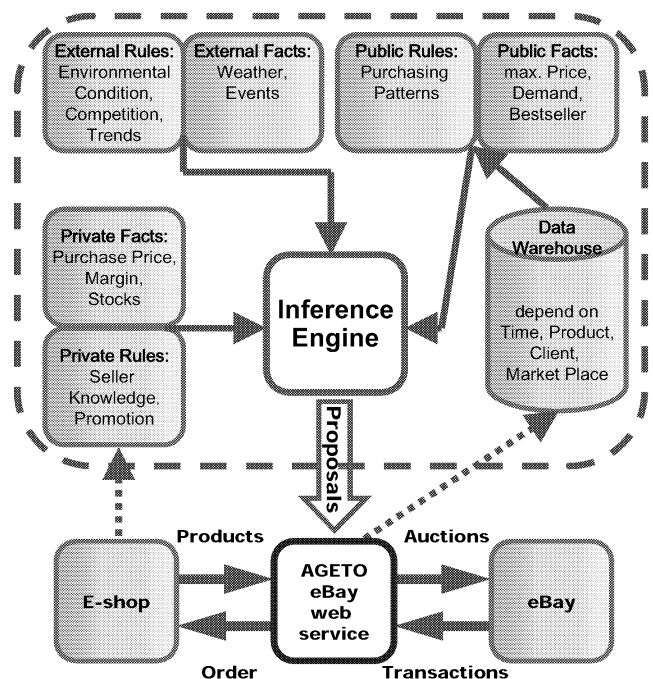 External Rules:
Environmental
Condition,
Competition,
Trends
External Facts:
Weather,
Events
Public Rules:
Purchasing
Patterns
Public Facts:
max. Price,
Demand,
Bestseller
Private Facts:
Purchase Price,
Margin,
Stocks
Private Rules:
Seller
Knowledge,
Promotion
Inference
Engine
Data
Warehouse
depend on
Time, Product,
Client,
Market Place
Proposals
Products
Auctions
E-shop
AGETO
eBay
web
service
eBay
Order
Transactions